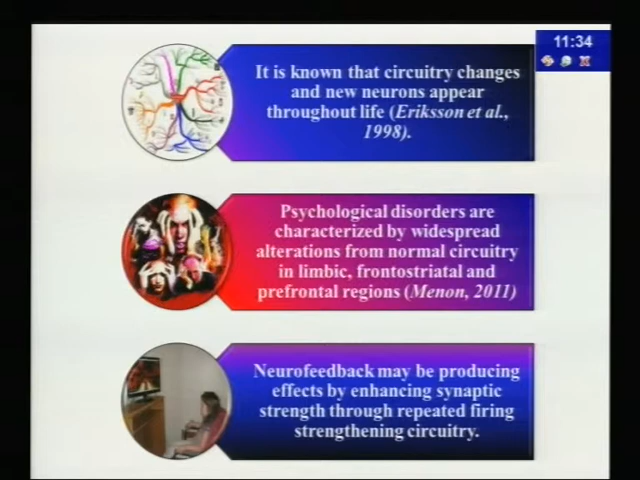 11:34
It is known that circuitry changes
and new neurons appear
throughout life (Eriksson et al.,
1998).
Psychological disorders are
characterized by widespread
alterations from normal circuitry
in limbic, frontostriatal and
prefrontal regions (Menon, 2011)
Neurofeedback may be producing
effects by enhancing synaptic
strength through repeated firing
strengthening circuitry.